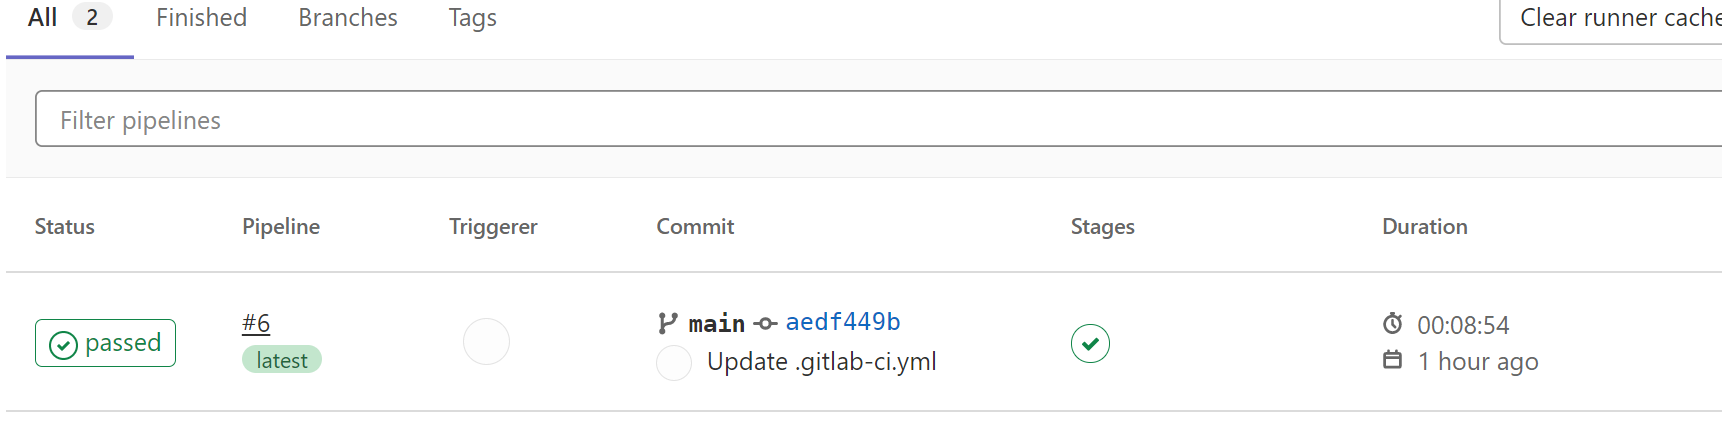 All 2 Finished Branches Tags Clear runner cache
Filter pipelines
Status Pipeline Triggerer Commit Stages Duration
passed #6 main aedf449b 00:08:54
latest Update .gitlab-ci.yml 1 hour ago